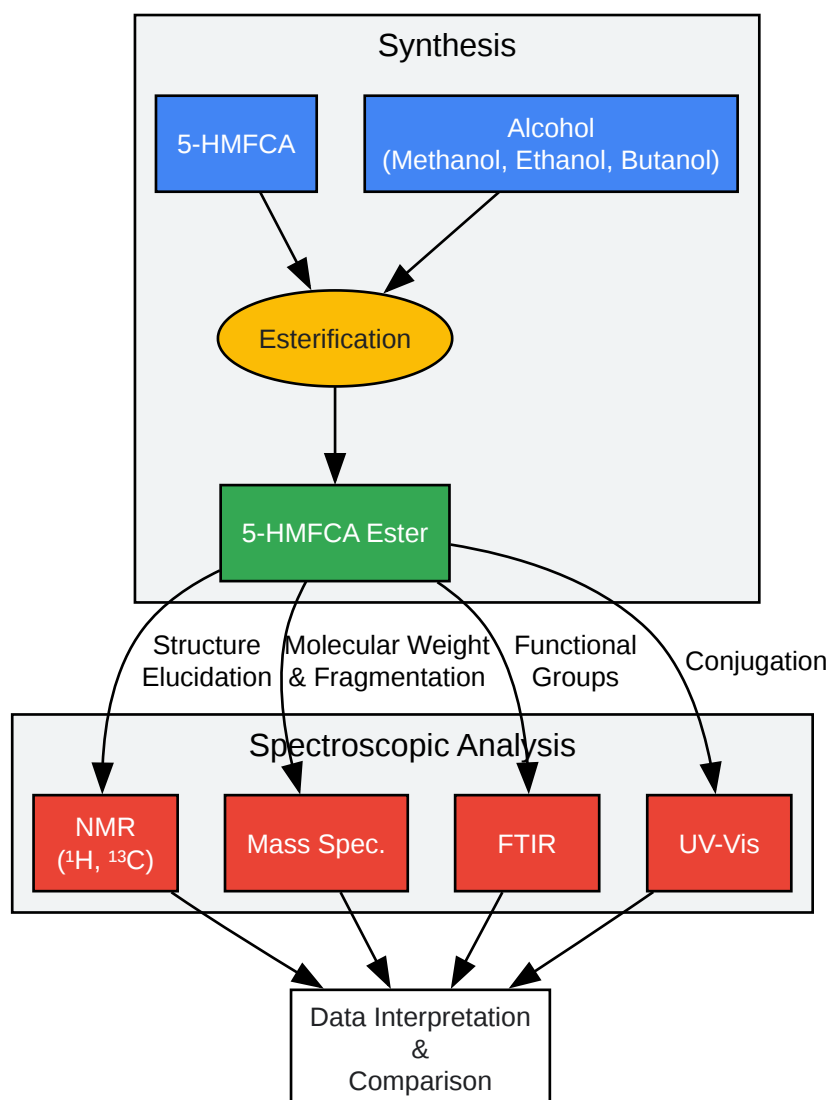 Synthesis
5-HMFCA
Alcohol
(Methanol, Ethanol, Butanol)
Esterification
5-HMFCA Ester
Structure
Elucidation
Molecular Weight
& Fragmentation
Functional
Groups
Conjugation
Spectroscopic Analysis
NMR
(¹H, ¹³C)
Mass Spec.
FTIR
UV-Vis
Data Interpretation
&
Comparison